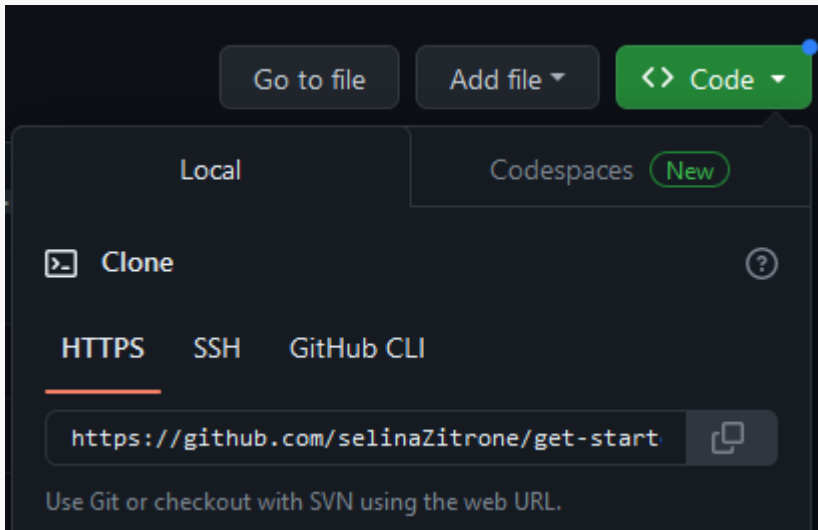 Go to file Add file <> Code
Local Codespaces New
Clone
HTTPS SSH GitHub CLI
https://github.com/selinaZitrone/get-start
Use Git or checkout with SVN using the web URL.